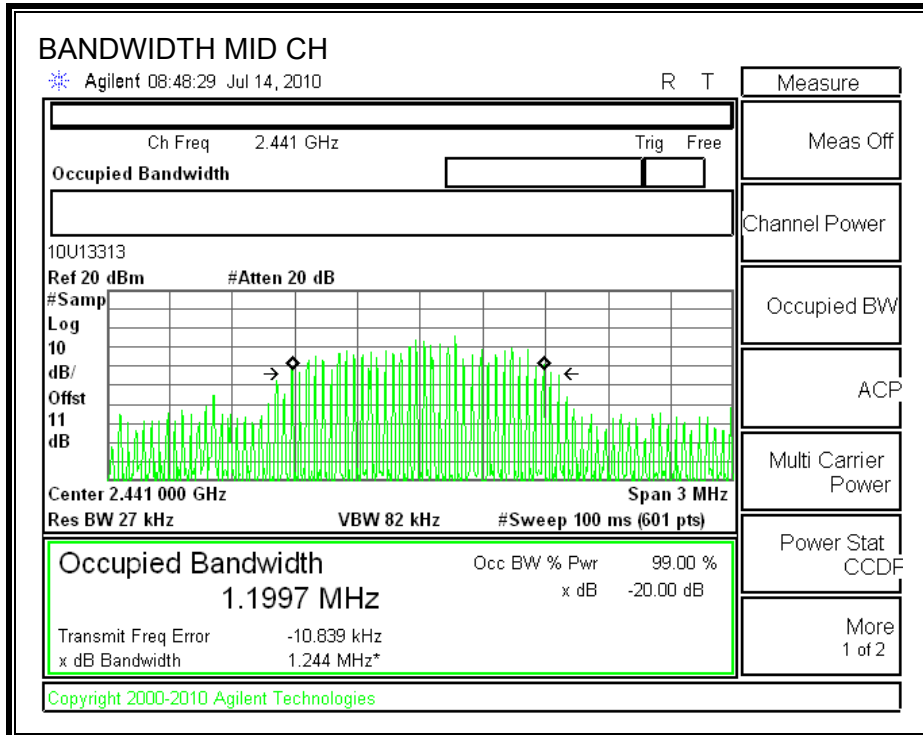 BANDWIDTH MID CH
Agilent 08:48:29 Jul 14, 2010 R T
Measure
Ch Freq 2.441 GHz Trig Free
Meas Off
Occupied Bandwidth
Channel Power
10U13313
Ref 20 dBm #Atten 20 dB
#Samp
Log
10
dB/
Offst
11
dB
Occupied BW
ACP
Center 2.441 000 GHz Span 3 MHz
Res BW 27 kHz VBW 82 kHz #Sweep 100 ms (601 pts)
Multi Carrier
Power
Occupied Bandwidth
1.1997 MHz
Occ BW % Pwr 99.00 %
x dB -20.00 dB
Transmit Freq Error -10.839 kHz
x dB Bandwidth 1.244 MHz*
Power Stat
CCDF
More
1 of 2
Copyright 2000-2010 Agilent Technologies